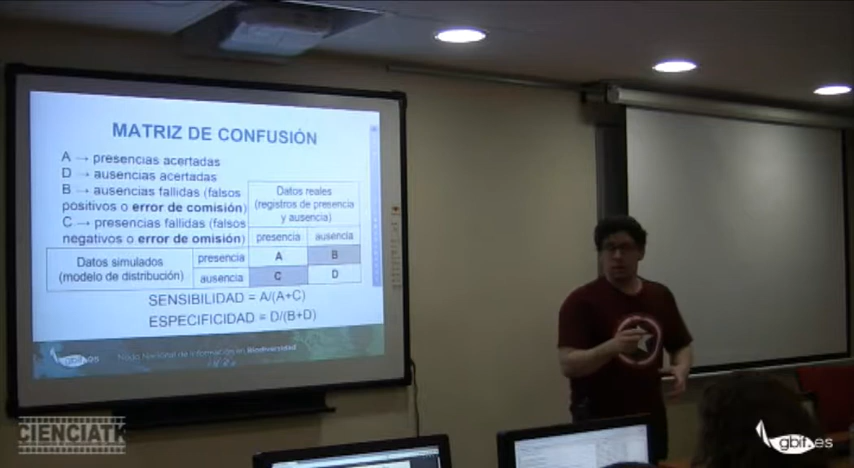 MATRIZ DE CONFUSIÓN
A → presencias acertadas
D → ausencias acertadas
B → ausencias fallidas (falsos
positivos o error de comisión)
C → presencias fallidas (falsos
negativos o error de omisión)
Datos reales
(registros de presencia
y ausencia)
presencia ausencia
Datos simulados
(modelo de distribución)
presencia A B
ausencia C D
SENSIBILIDAD = A/(A+C)
ESPECIFICIDAD = D/(B+D)
gbif.es
Nodo Nacional de Información en Biodiversidad
CIENCIATK
gbif.es